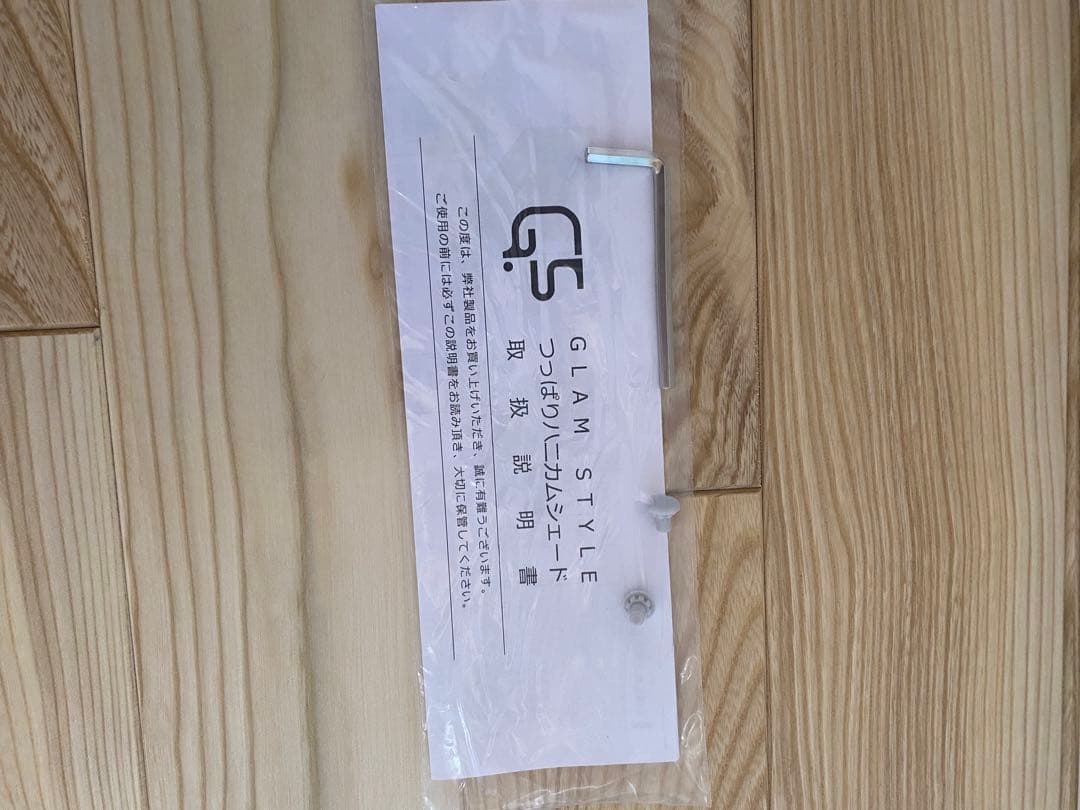 GS
GLAM STYLE
つっぱりハニカムシェード
取扱説明書
この度は、弊社製品をお買い上げいただき、誠に有難うございます。
ご使用の前には必ずこの説明書をお読み頂き、大切に保管してください。